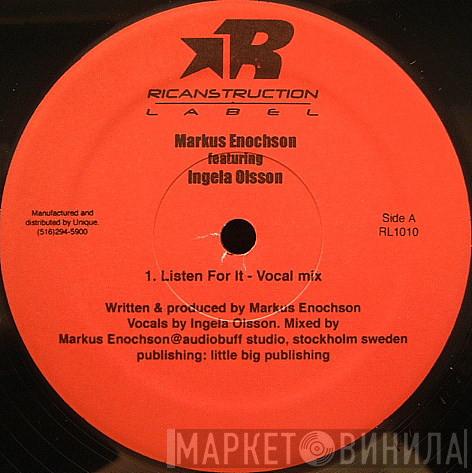 R
RICANSTRUCTION
LABEL
Markus Enochson
featuring
Ingela Olsson
Manufactured and
distributed by Unique.
(516)294-5900
Side A
RL1010
1. Listen For It - Vocal mix
Written & produced by Markus Enochson
Vocals by Ingela Olsson. Mixed by
Markus Enochson@audiobuff studio, stockholm sweden
publishing: little big publishing
МАРКЕТ ВИНИЛА